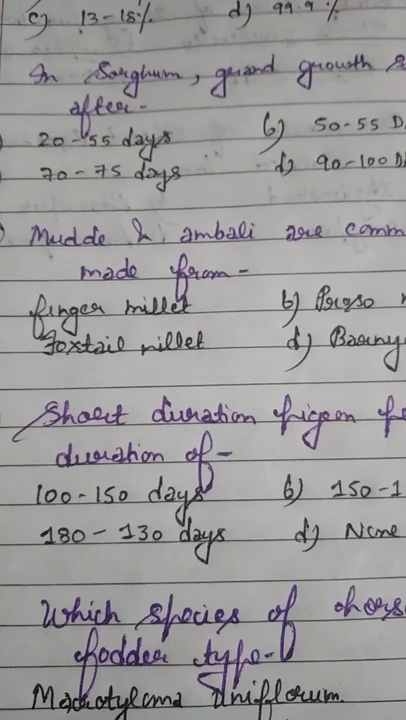 c) 13-18% d) 99.9%
In Sorghum, grand growth
after-
20-55 days b) 50-55 D
70-75 days d) 90-100 D
Mudde & ambali are comm
made from-
finger millet b) Proso
Foxtail millet d) Barny
Short duration pigeon
duration of-
100-150 days b) 150-1
180-130 days d) None
Which species of
fodder type-
Macrotyloma Uniflorum.